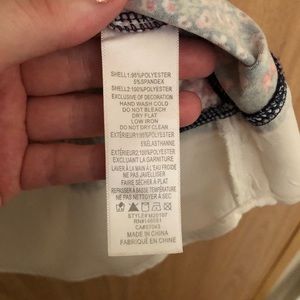 SHELL1:95%POLYESTER
5%SPANDEX
SHELL2:100%POLYESTER
EXCLUSIVE OF DECORATION
HAND WASH COLD
DO NOT BLEACH
DRY FLAT
LOW IRON
DO NOT DRY CLEAN
EXTÉRIEUR1:95%POLYESTER
5%ÉLASTHANNE
EXTÉRIEUR2:100%POLYESTER
EXCLUANT LA GARNITURE
LAVER À LA MAIN À L'EAU FROIDE
NE PAS JAVELLISER
FAIRE SÉCHER À PLAT
REPASSER À BASSE TEMPÉRATURE
NE PAS NETTOYER À SEC
MADE IN CHINA
FABRIQUÉ EN CHINE